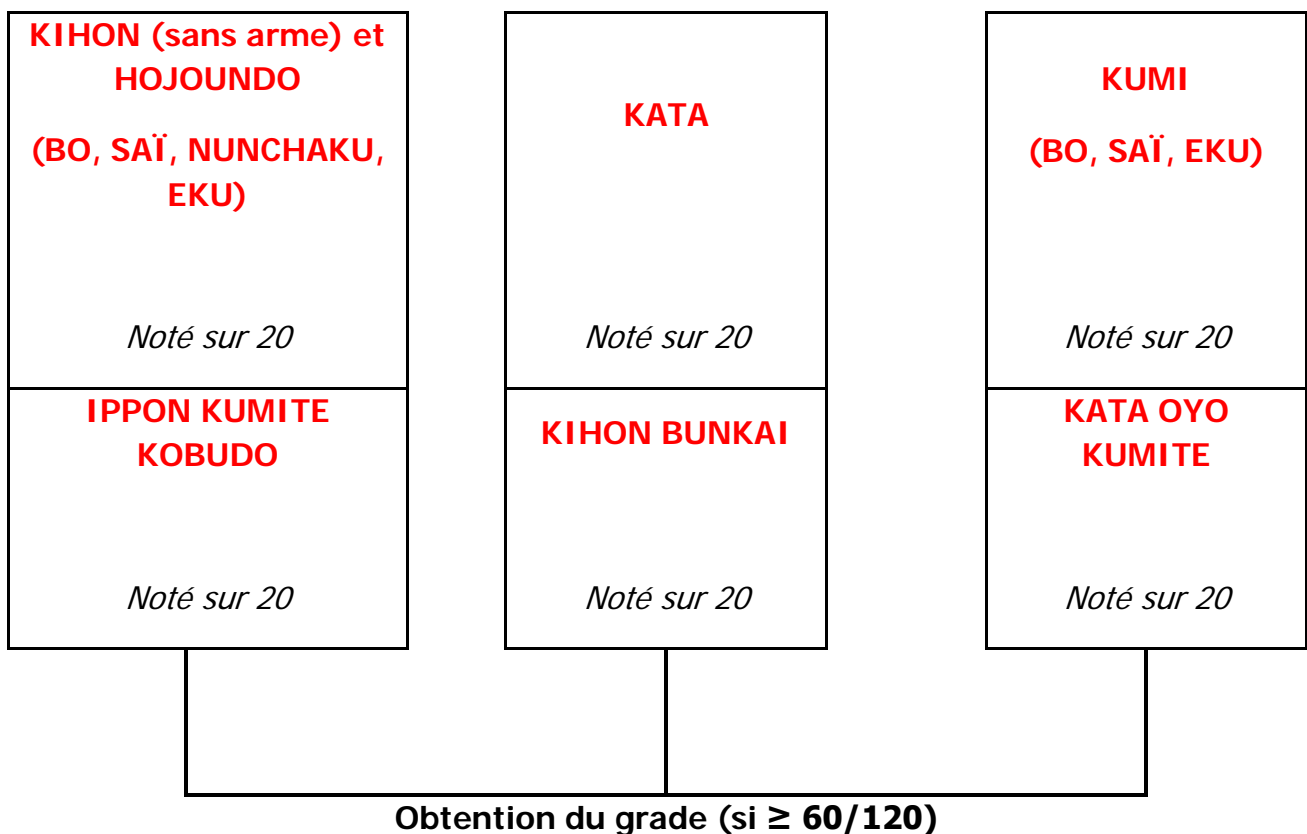 KIHON (sans arme) et
HOJOUNDO
(BO, SAÏ, NUNCHAKU,
EKU)
Noté sur 20
KATA
Noté sur 20
KUMI
(BO, SAÏ, EKU)
Noté sur 20
IPPON KUMITE
KOBUDO
Noté sur 20
KIHON BUNKAI
Noté sur 20
KATA OYO
KUMITE
Noté sur 20
Obtention du grade (si ≥ 60/120)